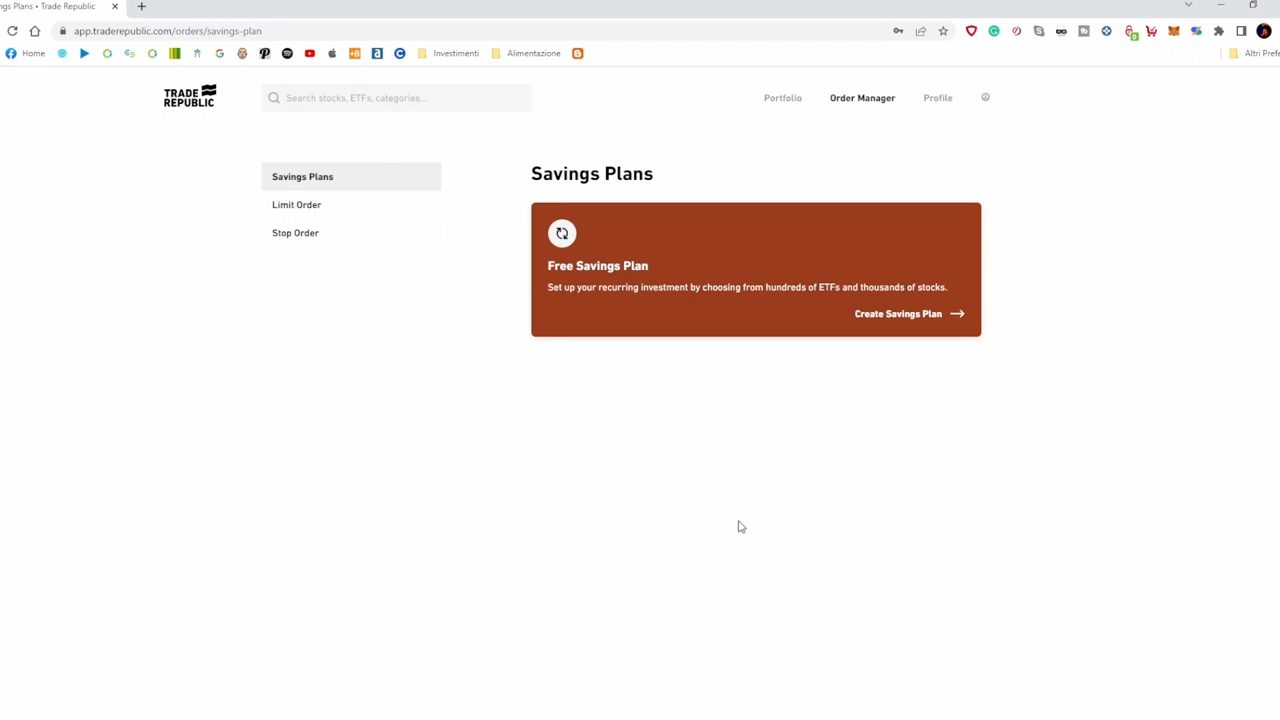 ngs Plans • Trade Republic
app.traderepublic.com/orders/savings-plan
Home
Investimenti
Alimentazione
Altri Prefe
TRADE
REPUBLIC
Search stocks, ETFs, categories...
Portfolio
Order Manager
Profile
Savings Plans
Limit Order
Stop Order
Savings Plans
Free Savings Plan
Set up your recurring investment by choosing from hundreds of ETFs and thousands of stocks.
Create Savings Plan